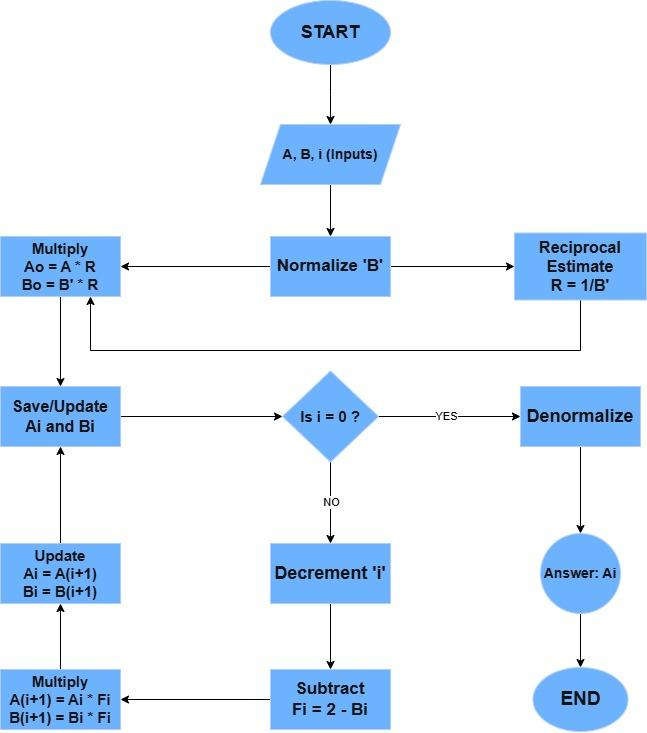 START
A, B, i (Inputs)
Multiply
Ao = A * R
Bo = B' * R
Normalize 'B'
Reciprocal
Estimate
R = 1/B'
Save/Update
Ai and Bi
Is i = 0 ?
YES
Denormalize
NO
Update
Ai = A(i+1)
Bi = B(i+1)
Decrement 'i'
Answer: Ai
Multiply
A(i+1) = Ai * Fi
B(i+1) = Bi * Fi
Subtract
Fi = 2 - Bi
END